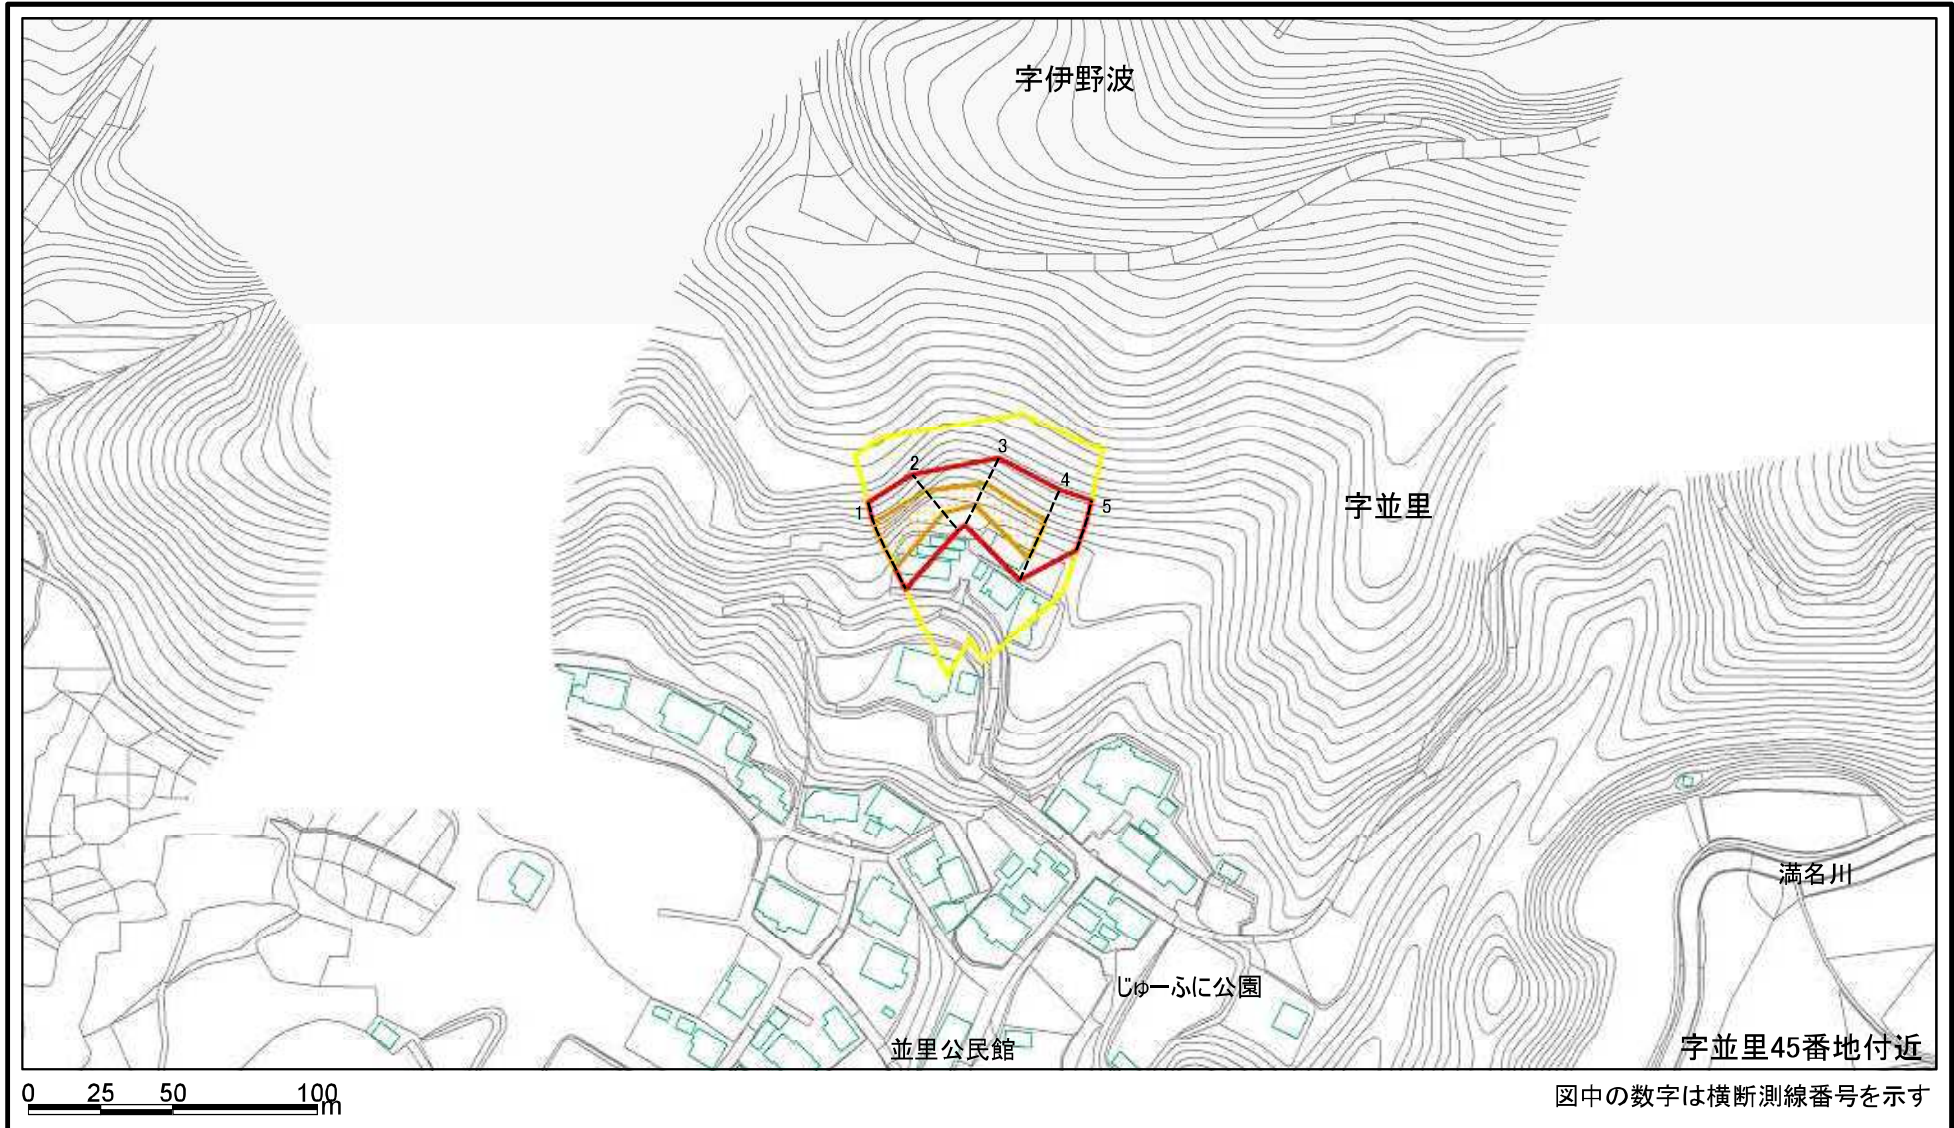 字伊野波
3
2
4
1
5
字並里
満名川
じゅーふに公園
並里公民館
字並里45番地付近
0 25 50 100
m
図中の数字は横断測線番号を示す